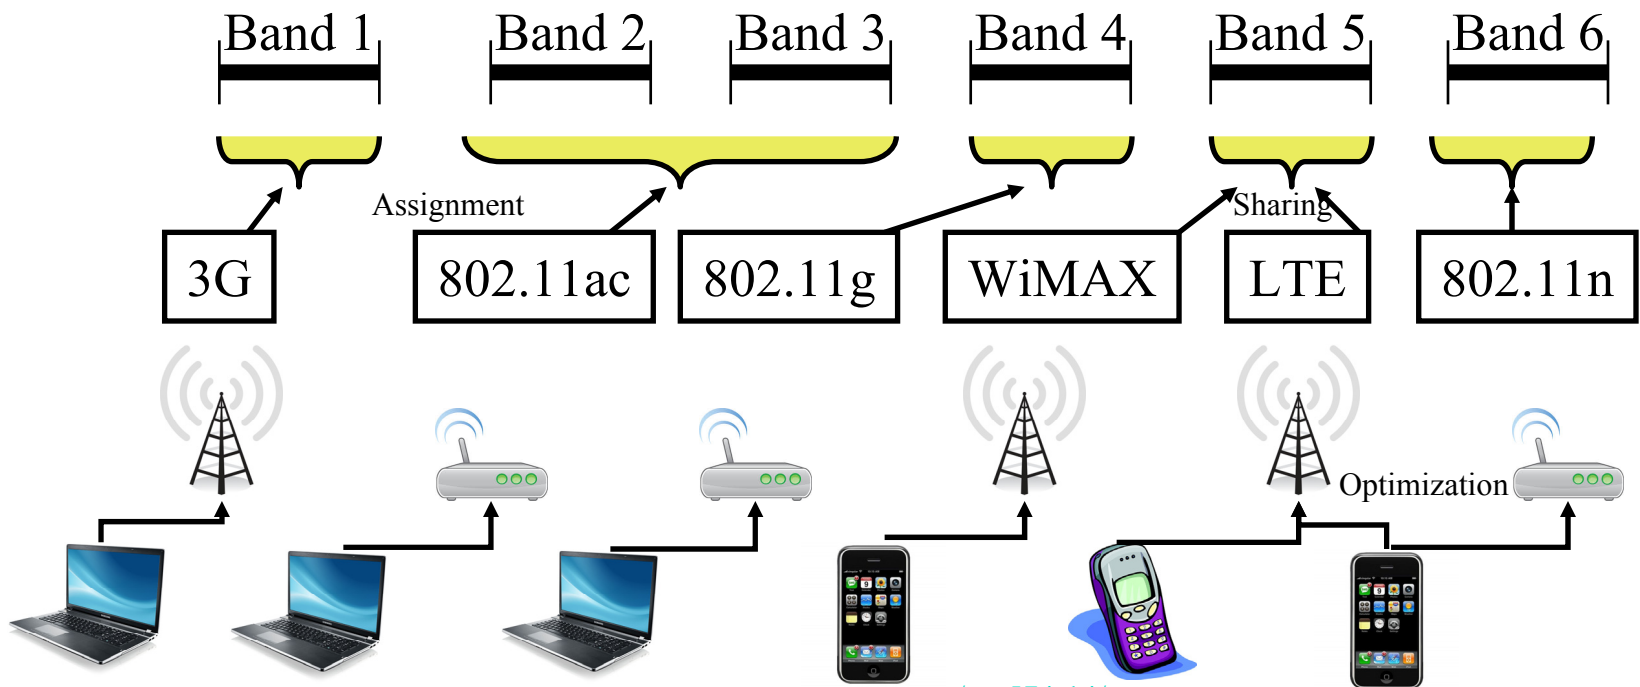 Band 1
Band 2
Band 3
Band 4
Band 5
Band 6
Assignment
Sharing
3G
802.11ac
802.11g
WiMAX
LTE
802.11n
Optimization